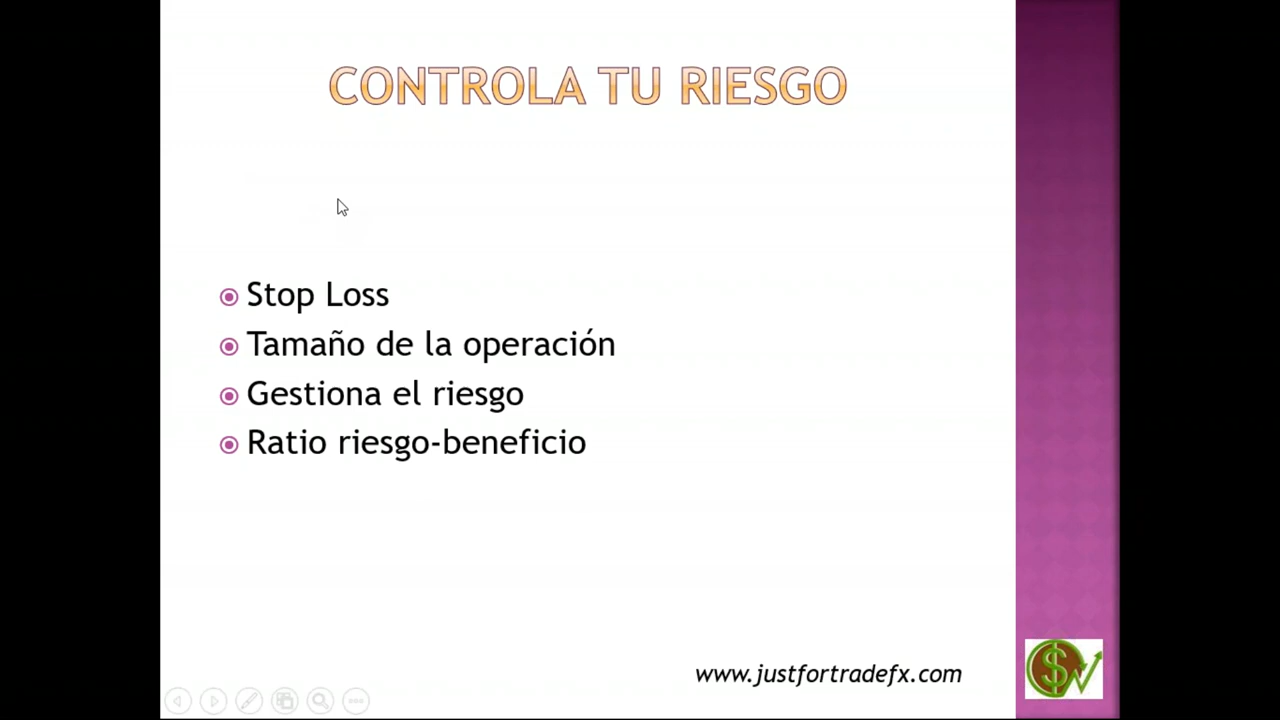 CONTROLA TU RIESGO
Stop Loss
Tamaño de la operación
Gestiona el riesgo
Ratio riesgo-beneficio
www.justfortradefx.com